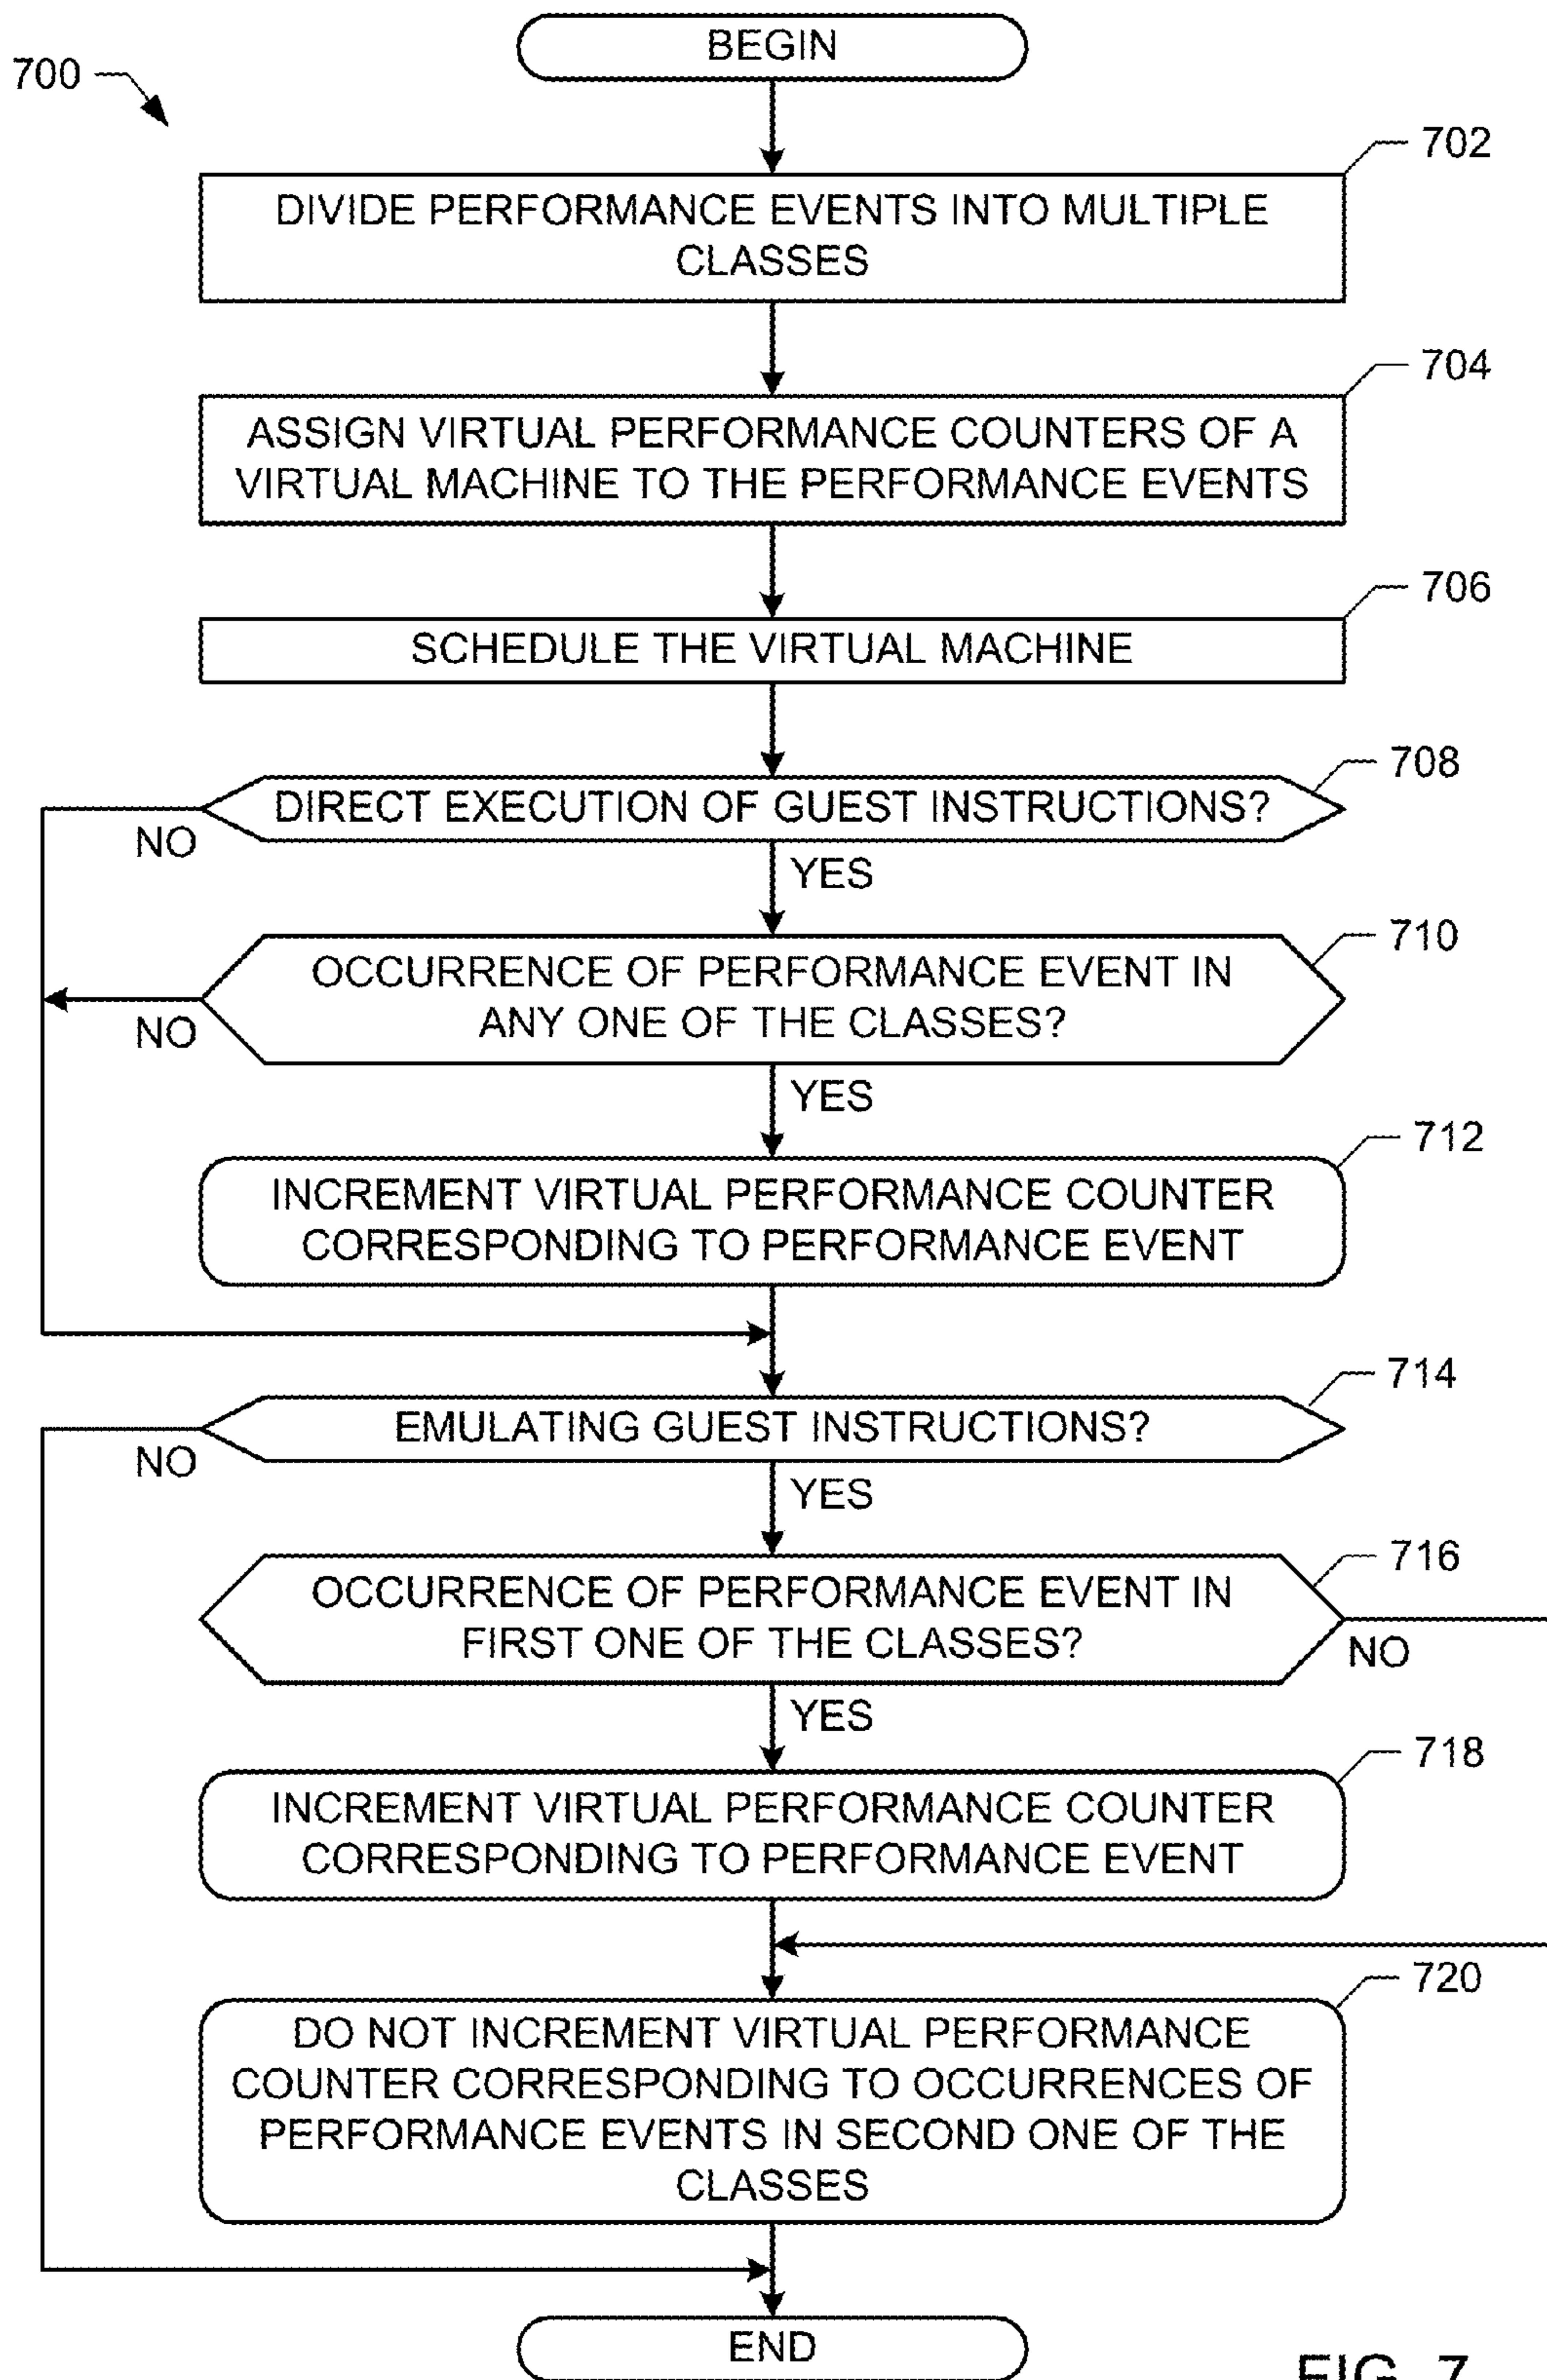 BEGIN
700
702
DIVIDE PERFORMANCE EVENTS INTO MULTIPLE
CLASSES
704
ASSIGN VIRTUAL PERFORMANCE COUNTERS OF A
VIRTUAL MACHINE TO THE PERFORMANCE EVENTS
706
SCHEDULE THE VIRTUAL MACHINE
708
DIRECT EXECUTION OF GUEST INSTRUCTIONS?
NO
YES
710
OCCURRENCE OF PERFORMANCE EVENT IN
ANY ONE OF THE CLASSES?
NO
YES
712
INCREMENT VIRTUAL PERFORMANCE COUNTER
CORRESPONDING TO PERFORMANCE EVENT
714
EMULATING GUEST INSTRUCTIONS?
NO
YES
716
OCCURRENCE OF PERFORMANCE EVENT IN
FIRST ONE OF THE CLASSES?
NO
YES
718
INCREMENT VIRTUAL PERFORMANCE COUNTER
CORRESPONDING TO PERFORMANCE EVENT
720
DO NOT INCREMENT VIRTUAL PERFORMANCE
COUNTER CORRESPONDING TO OCCURRENCES OF
PERFORMANCE EVENTS IN SECOND ONE OF THE
CLASSES
END
FIG. 7